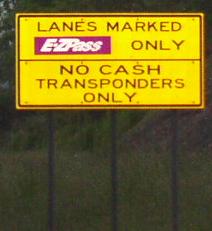 LANES MARKED
E-ZPass ONLY
NO CASH
TRANSPONDERS
ONLY